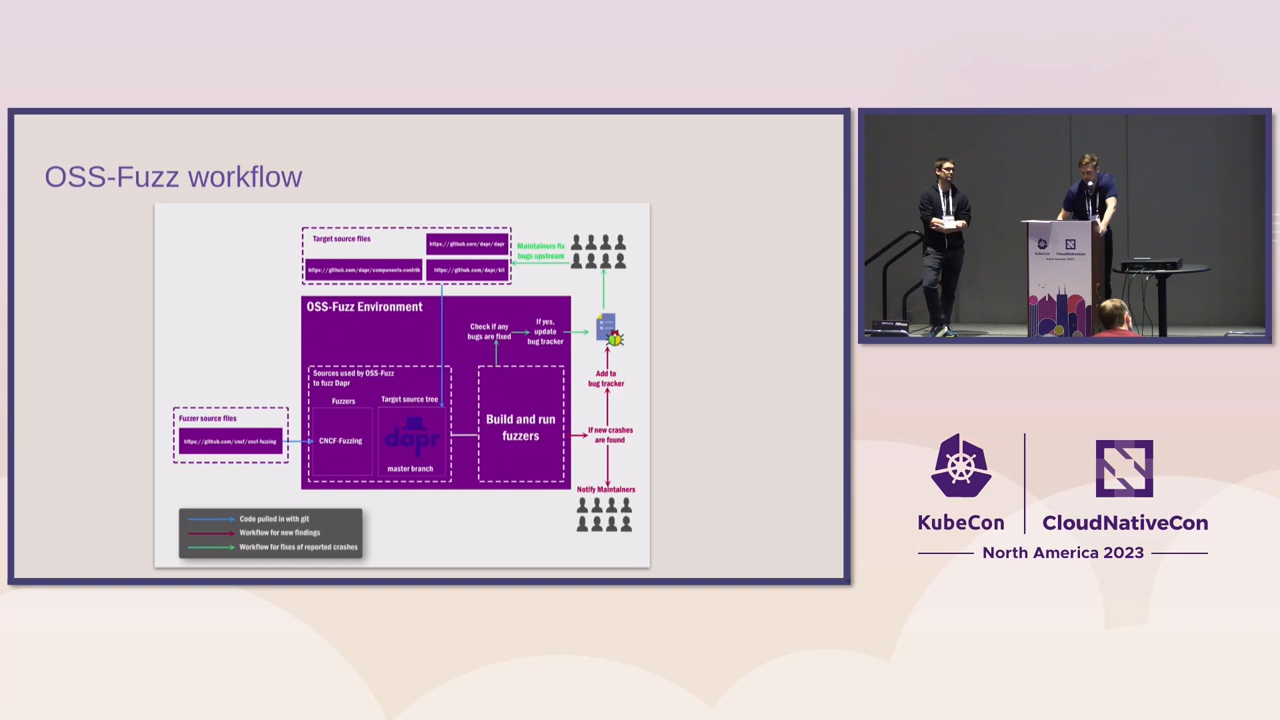 OSS-Fuzz workflow
Target source files
https://github.com/dapr/dapr
https://github.com/dapr/components-contrib
https://github.com/dapr/kit
Maintainers fix
bugs upstream
OSS-Fuzz Environment
Check if any
bugs are fixed
If yes,
update
bug tracker
Sources used by OSS-Fuzz
to fuzz Dapr
Fuzzers
Target source tree
CNCF-Fuzzing
dapr
master branch
Build and run
fuzzers
Add to
bug tracker
If new crashes
are found
Notify Maintainers
Fuzzer source files
https://github.com/cncf/cncf-fuzzing
Code pulled in with git
Workflow for new findings
Workflow for fixes of reported crashes
KubeCon
CloudNativeCon
KubeCon
CloudNativeCon
North America 2023